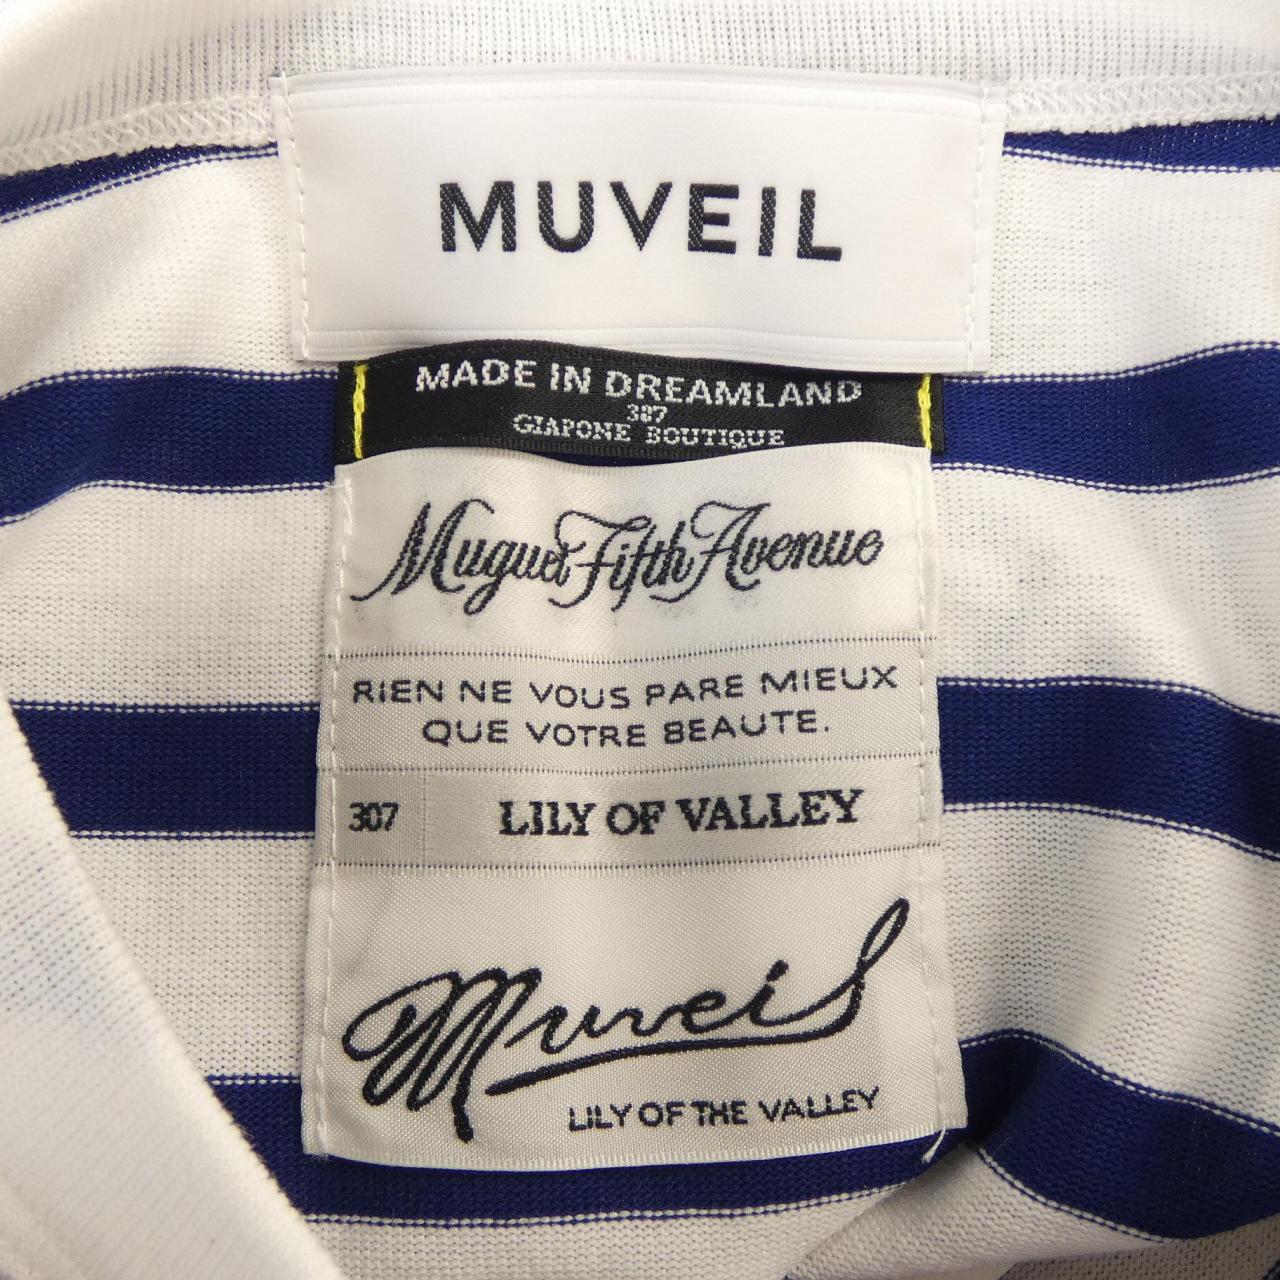 MUVEIL
MADE IN DREAMLAND
307
GIAPONE BOUTIQUE
Muguet Fifth Avenue
RIEN NE VOUS PARE MIEUX
QUE VOTRE BEAUTE.
307 LILY OF VALLEY
Muveil
LILY OF THE VALLEY